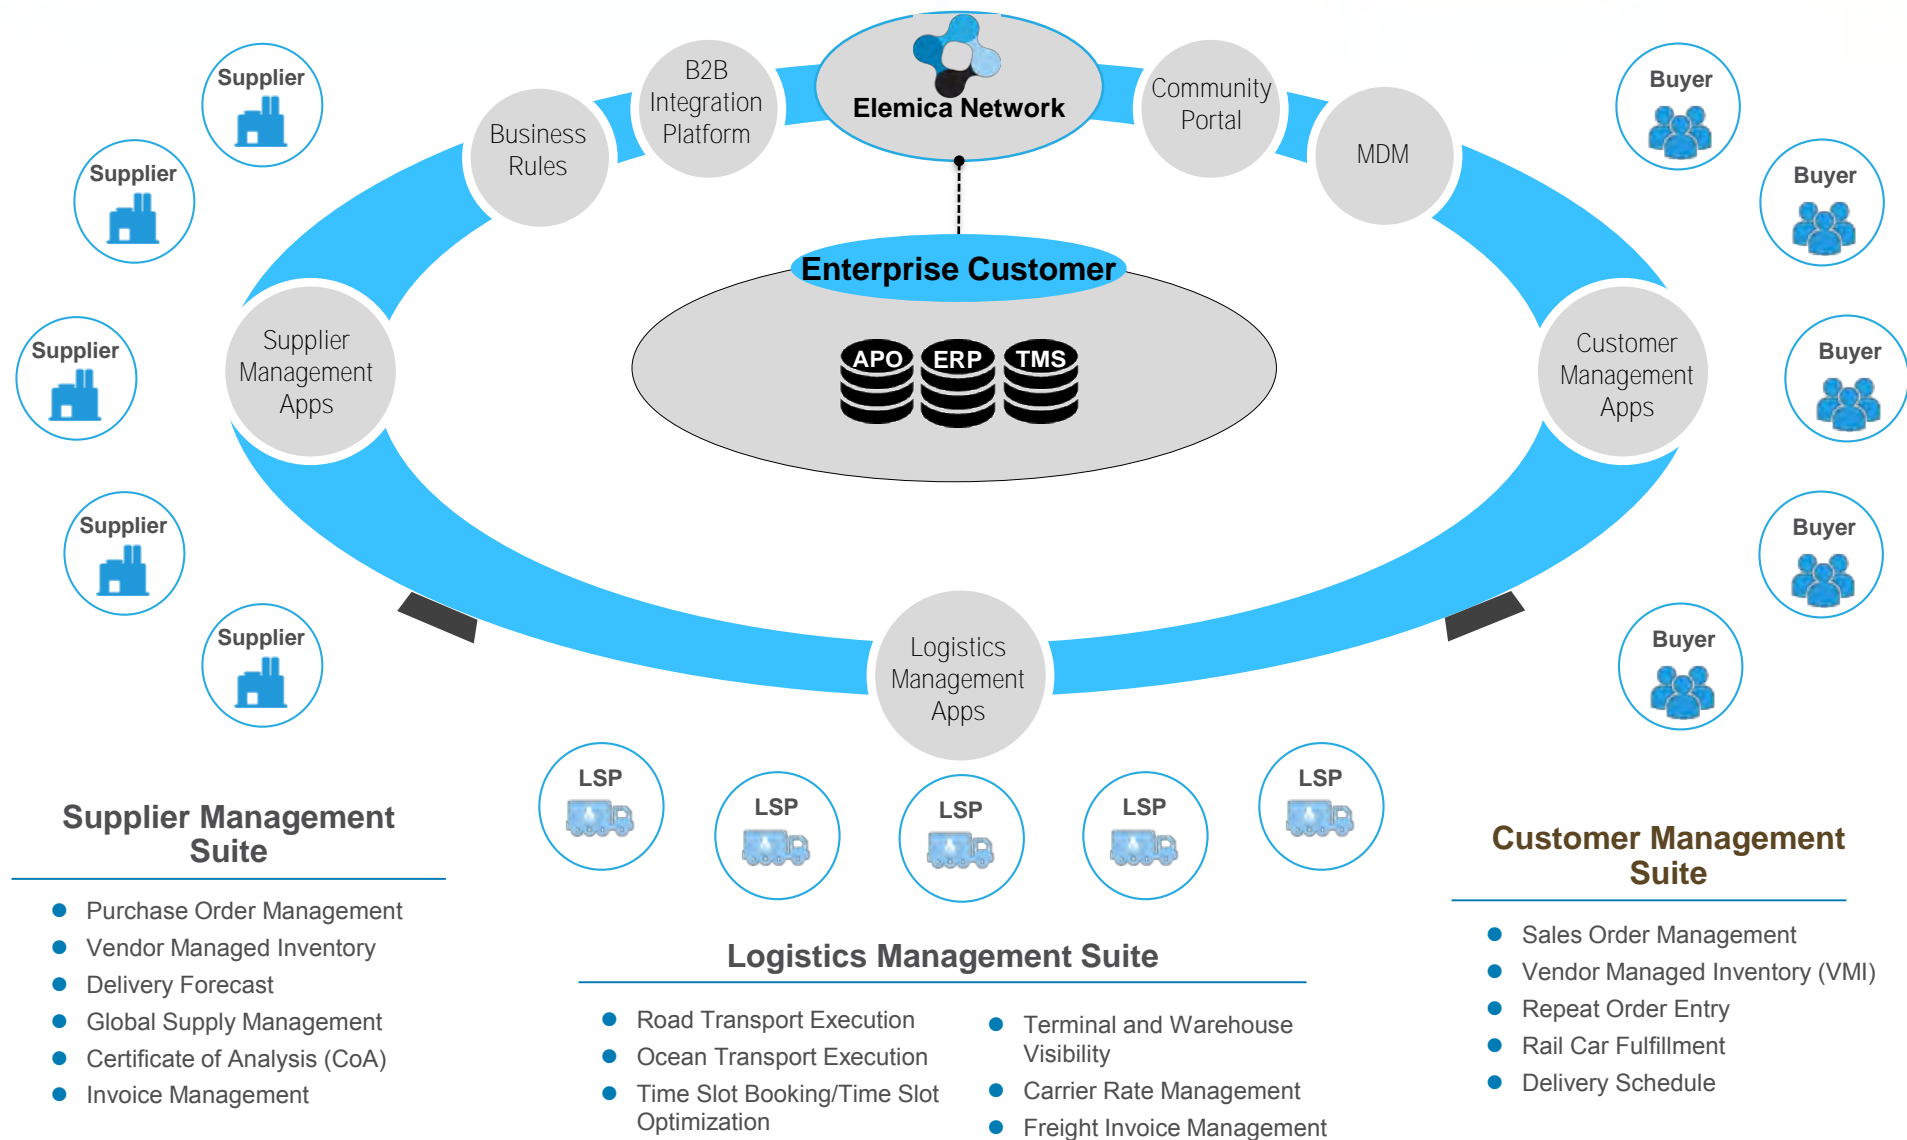 Supplier
Supplier
Supplier
Supplier
Supplier
Business
Rules
B2B
Integration
Platform
Elemica Network
Community
Portal
MDM
Buyer
Buyer
Buyer
Buyer
Buyer
Enterprise Customer
APO
ERP
TMS
Supplier
Management
Apps
Customer
Management
Apps
Logistics
Management
Apps
LSP
LSP
LSP
LSP
LSP
Supplier Management
Suite
Purchase Order Management
Vendor Managed Inventory
Delivery Forecast
Global Supply Management
Certificate of Analysis (CoA)
Invoice Management
Logistics Management Suite
Road Transport Execution
Ocean Transport Execution
Time Slot Booking/Time Slot
Optimization
Terminal and Warehouse
Visibility
Carrier Rate Management
Freight Invoice Management
Customer Management
Suite
Sales Order Management
Vendor Managed Inventory (VMI)
Repeat Order Entry
Rail Car Fulfillment
Delivery Schedule